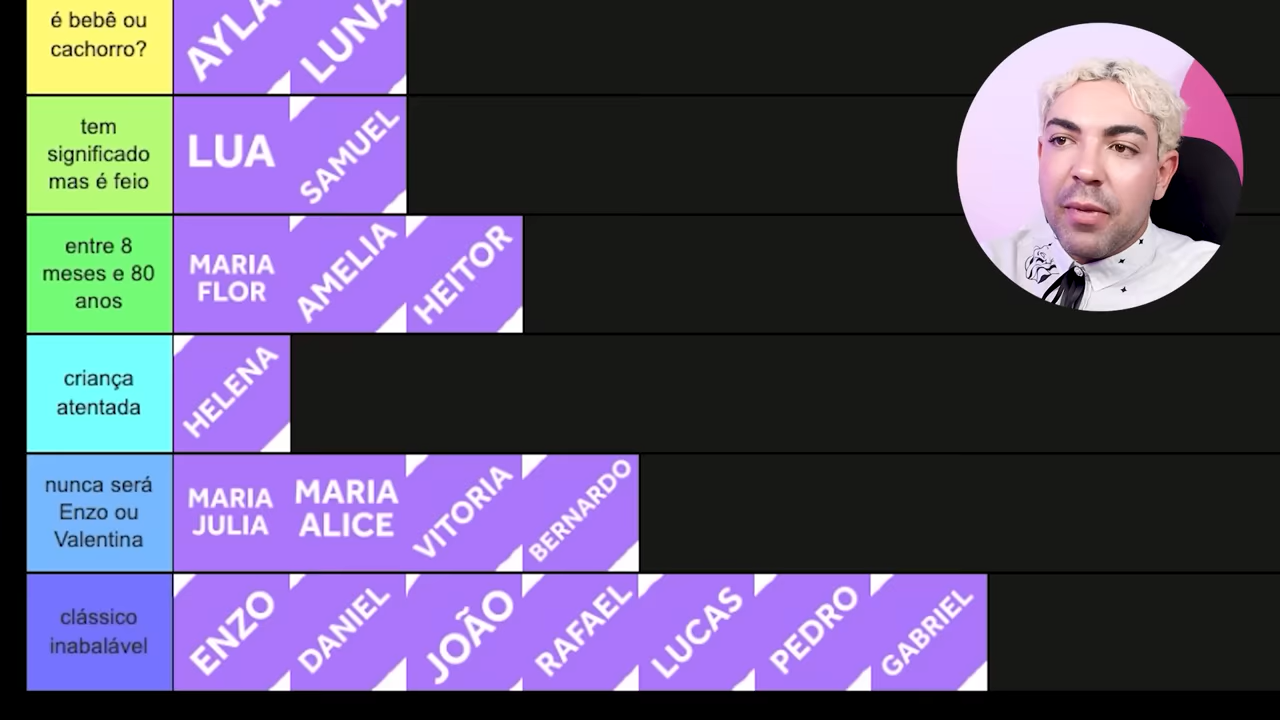 é bebê ou
cachorro?
AYLA
LUNA
tem
significado
mas é feio
LUA
SAMUEL
entre 8
meses e 80
anos
MARIA
FLOR
AMELIA
HEITOR
criança
atentada
HELENA
nunca será
Enzo ou
Valentina
MARIA
JULIA
MARIA
ALICE
VITORIA
BERNARDO
clássico
inabalável
ENZO
DANIEL
JOÃO
RAFAEL
LUCAS
PEDRO
GABRIEL